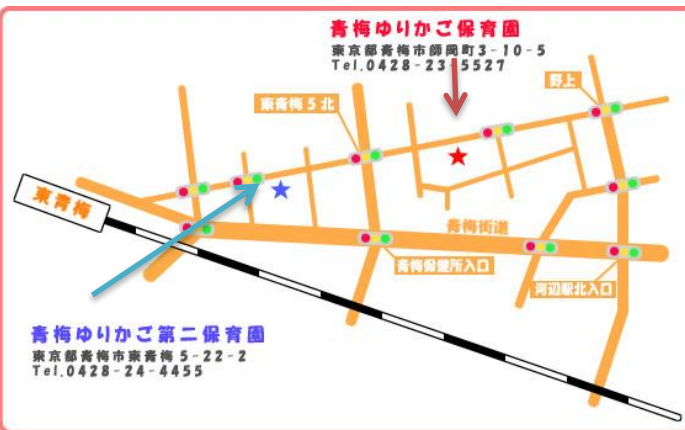 青梅ゆりかご保育園
東京都青梅市師岡町3-10-5
Tel.0428-23-5527
野上
東青梅5北
東青梅
青梅街道
青梅保健所入口
河辺駅北入口
青梅ゆりかご第二保育園
東京都青梅市東青梅5-22-2
Tel.0428-24-4455